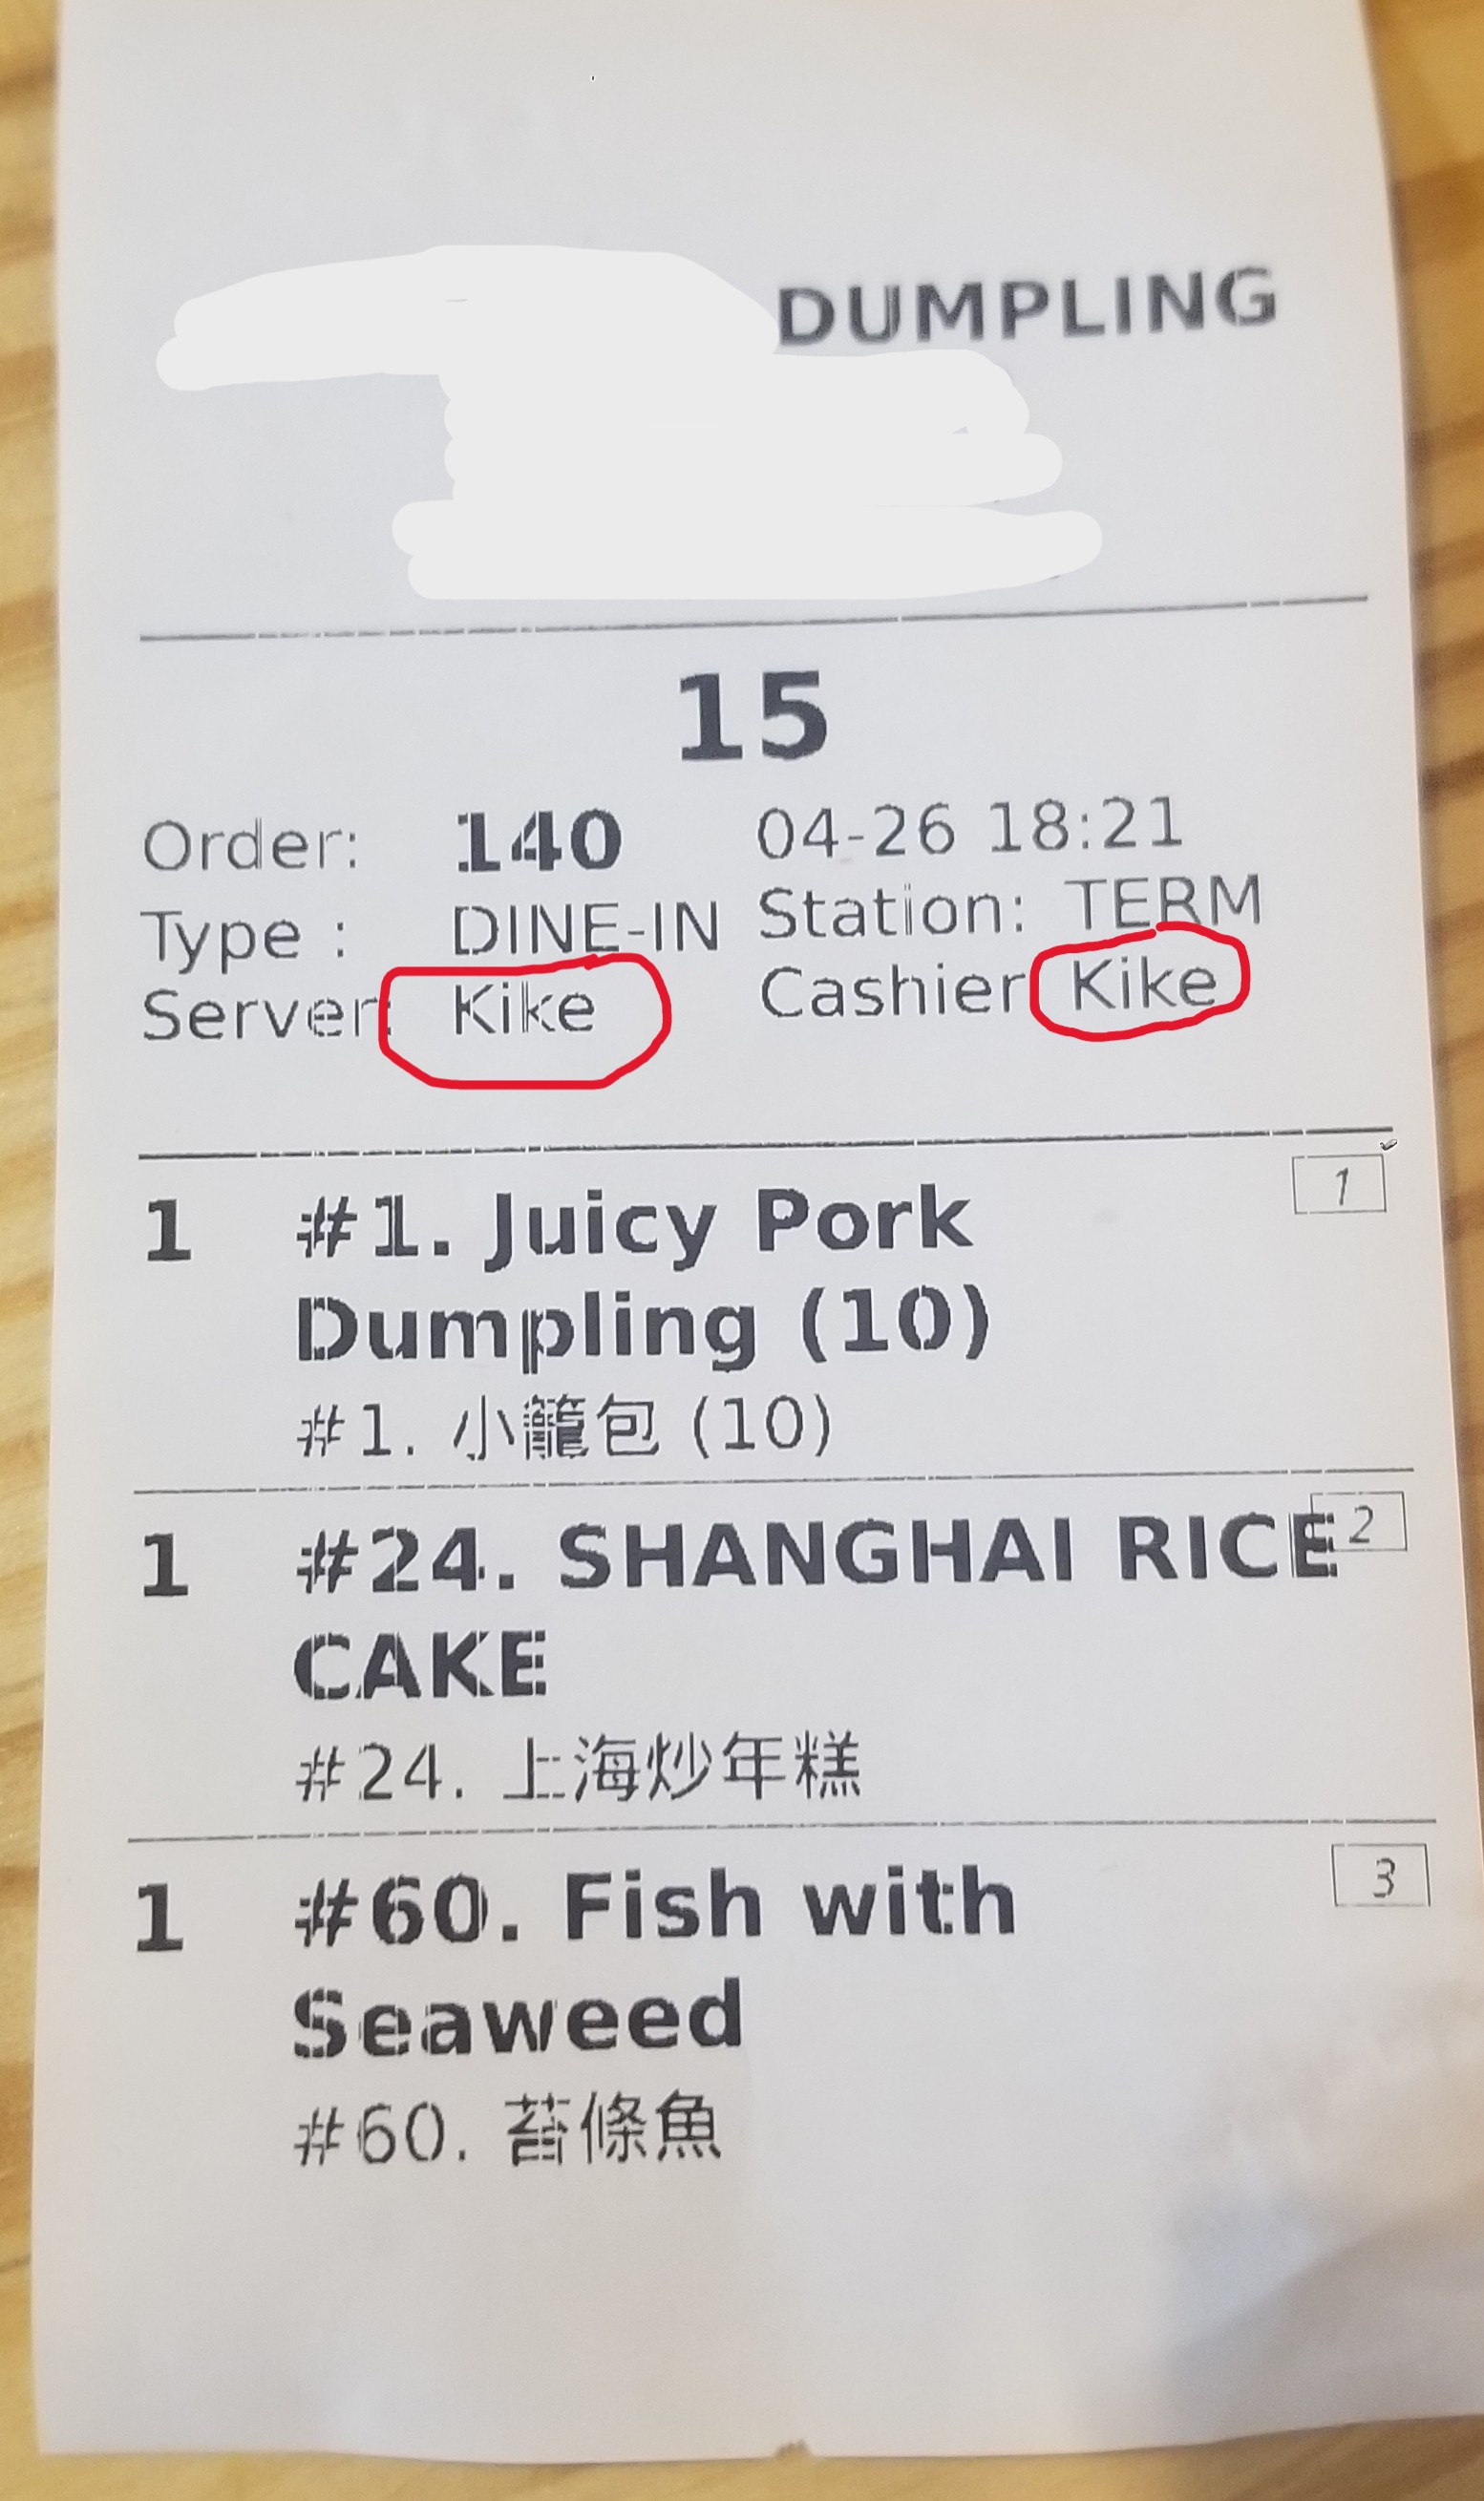 DUMPLING
15
Order: 140 04-26 18:21
Type : DINE-IN Station: TERM
Server: Kike Cashier Kike
1 #1. Juicy Pork 1
Dumpling (10)
#1. 小籠包 (10)
1 #24. SHANGHAI RICE 2
CAKE
#24. 上海炒年糕
1 #60. Fish with 3
Seaweed
#60. 苔條魚